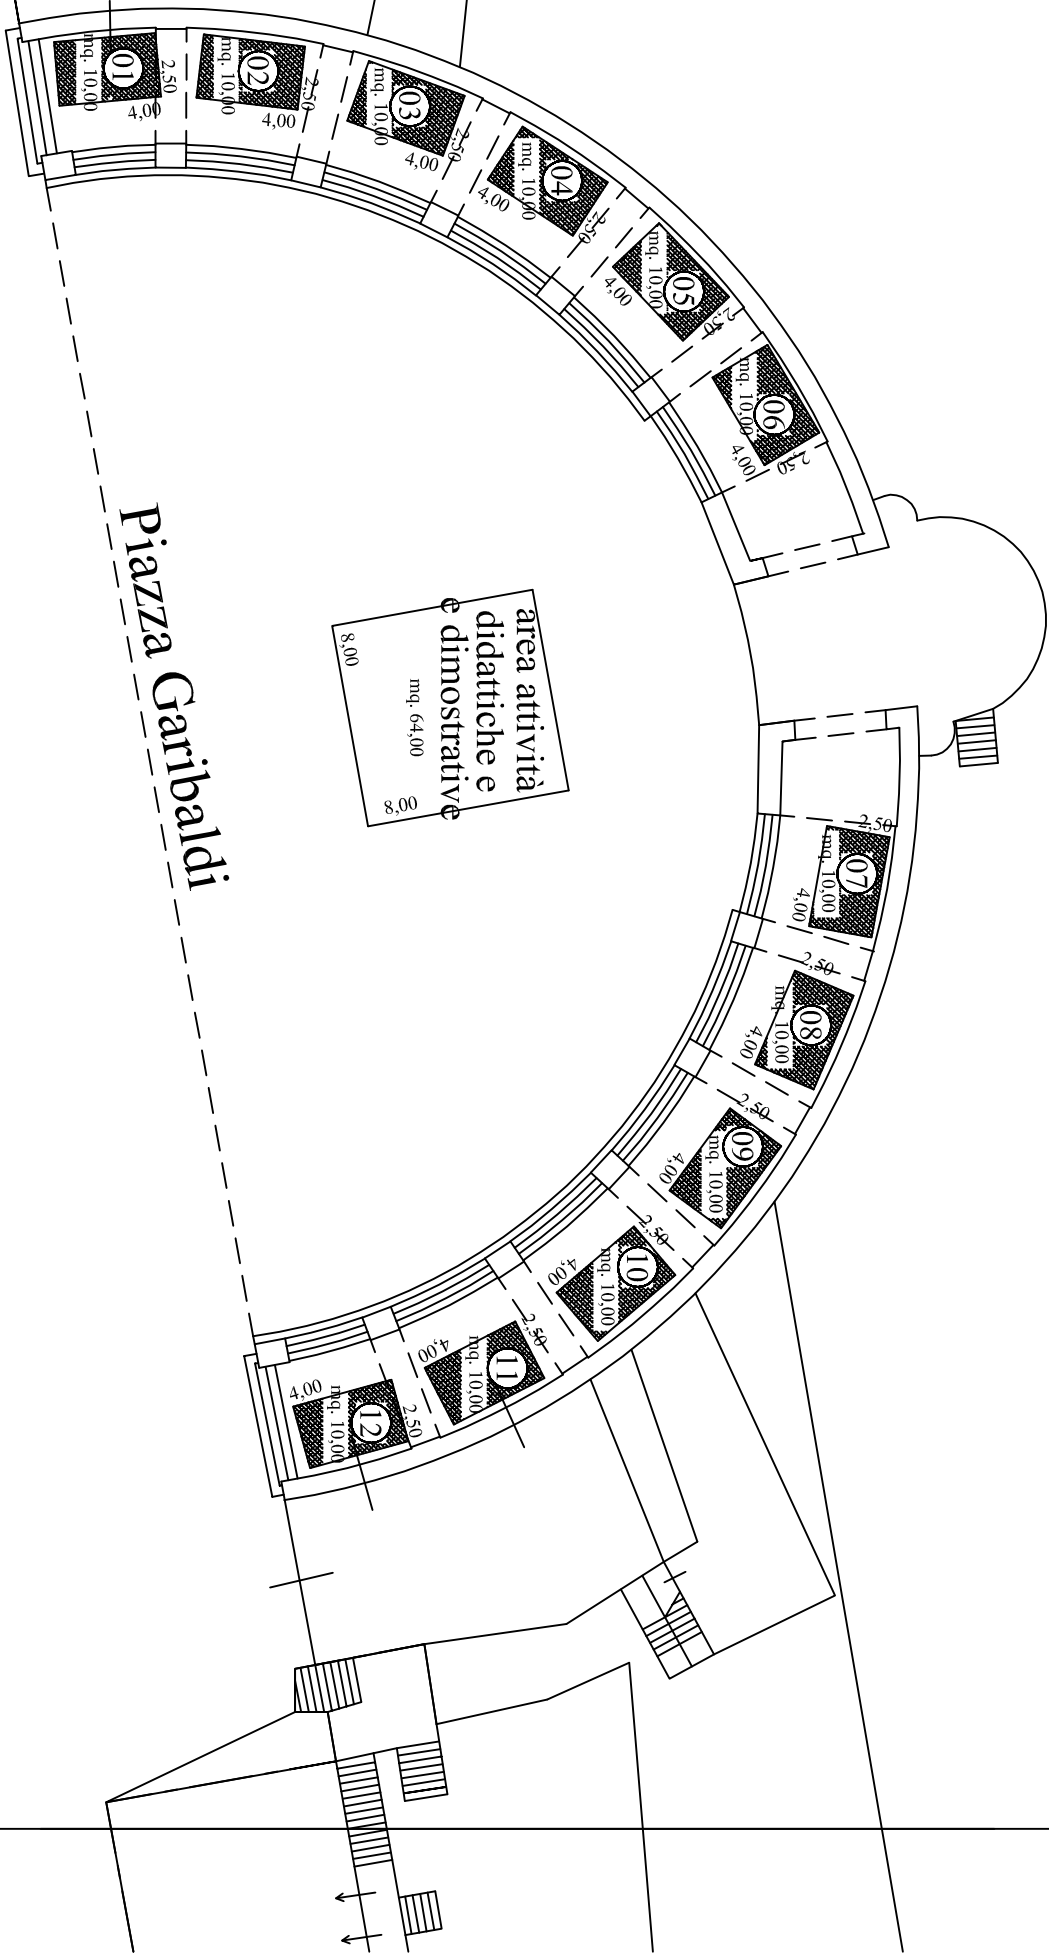 01
mq. 10,00
2,50
4,00
02
mq. 10,00
2,50
4,00
03
mq. 10,00
2,50
4,00
04
mq. 10,00
2,50
4,00
05
mq. 10,00
2,50
4,00
06
mq. 10,00
2,50
4,00
Piazza Garibaldi
area attività
didattiche e
e dimostrative
mq. 64,00
8,00
8,00
07
mq. 10,00
2,50
4,00
08
mq. 10,00
2,50
4,00
09
mq. 10,00
2,50
4,00
10
mq. 10,00
2,50
4,00
11
mq. 10,00
2,50
4,00
12
mq. 10,00
2,50
4,00